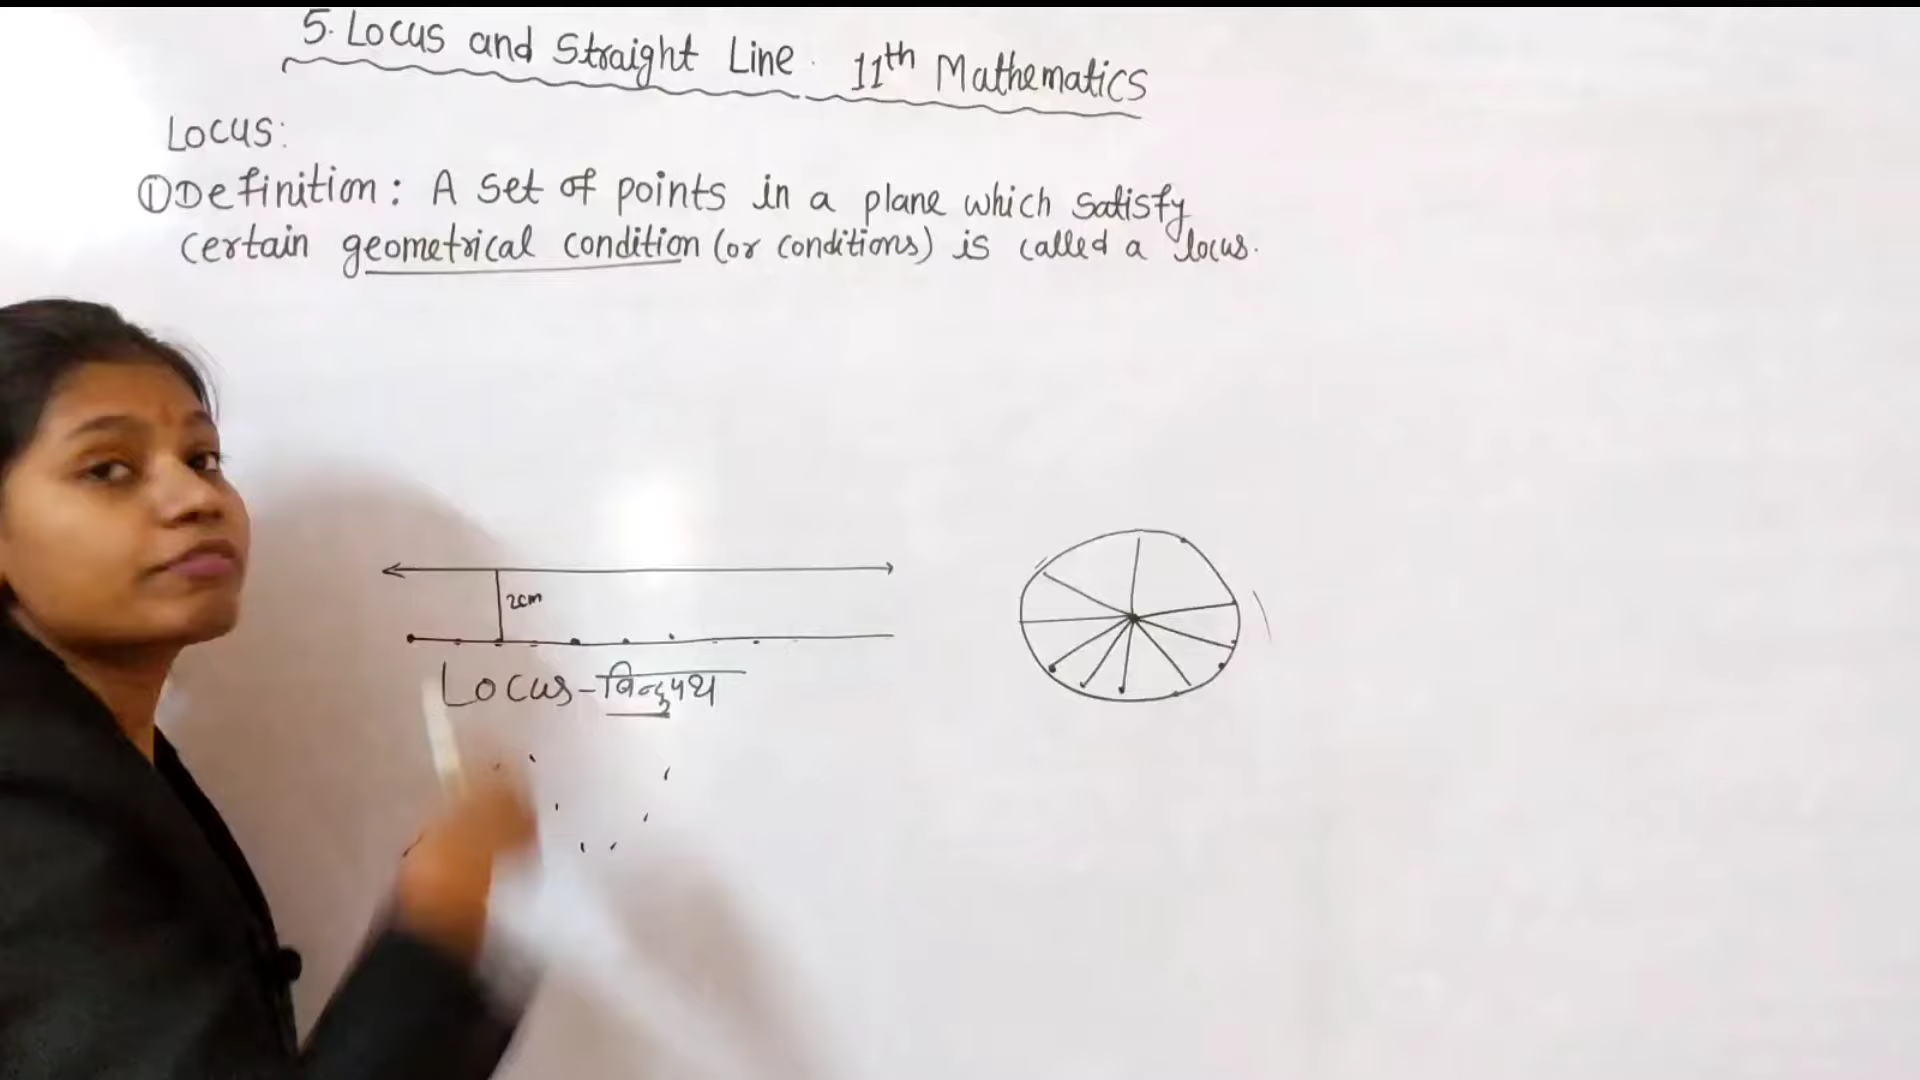 5. Locus and Straight Line. 11th Mathematics
Locus:
① Definition: A set of points in a plane which satisfy
certain geometrical condition (or conditions) is called a locus.
2cm
Locus - बिन्दुपथ